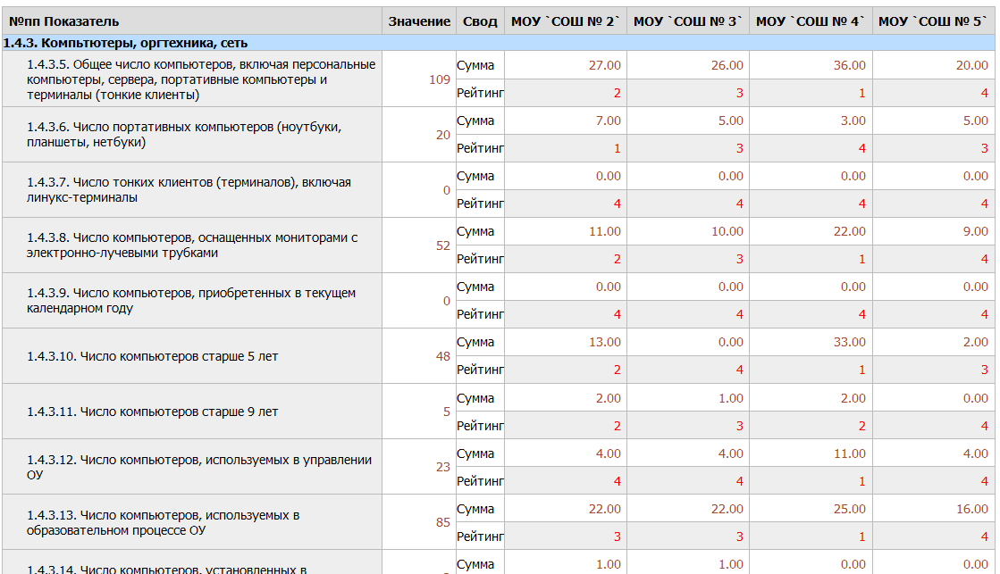 №пп Показатель Значение Свод МОУ `СОШ № 2` МОУ `СОШ № 3` МОУ `СОШ № 4` МОУ `СОШ № 5`
1.4.3. Компьтютеры, оргтехника, сеть
1.4.3.5. Общее число компьютеров, включая персональные
компьютеры, сервера, портативные компьютеры и
терминалы (тонкие клиенты)
109
Сумма 27.00 26.00 36.00 20.00
Рейтинг 2 3 1 4
1.4.3.6. Число портативных компьютеров (ноутбуки,
планшеты, нетбуки)
20
Сумма 7.00 5.00 3.00 5.00
Рейтинг 1 3 4 3
1.4.3.7. Число тонких клиентов (терминалов), включая
линукс-терминалы
0
Сумма 0.00 0.00 0.00 0.00
Рейтинг 4 4 4 4
1.4.3.8. Число компьютеров, оснащенных мониторами с
электронно-лучевыми трубками
52
Сумма 11.00 10.00 22.00 9.00
Рейтинг 2 3 1 4
1.4.3.9. Число компьютеров, приобретенных в текущем
календарном году
0
Сумма 0.00 0.00 0.00 0.00
Рейтинг 4 4 4 4
1.4.3.10. Число компьютеров старше 5 лет
48
Сумма 13.00 0.00 33.00 2.00
Рейтинг 2 4 1 3
1.4.3.11. Число компьютеров старше 9 лет
5
Сумма 2.00 1.00 2.00 0.00
Рейтинг 2 3 2 4
1.4.3.12. Число компьютеров, используемых в управлении
ОУ
23
Сумма 4.00 4.00 11.00 4.00
Рейтинг 4 4 1 4
1.4.3.13. Число компьютеров, используемых в
образовательном процессе ОУ
85
Сумма 22.00 22.00 25.00 16.00
Рейтинг 3 3 1 4
1.4.3.14. Число компьютеров, установленных в
Сумма 1.00 1.00 0.00 0.00